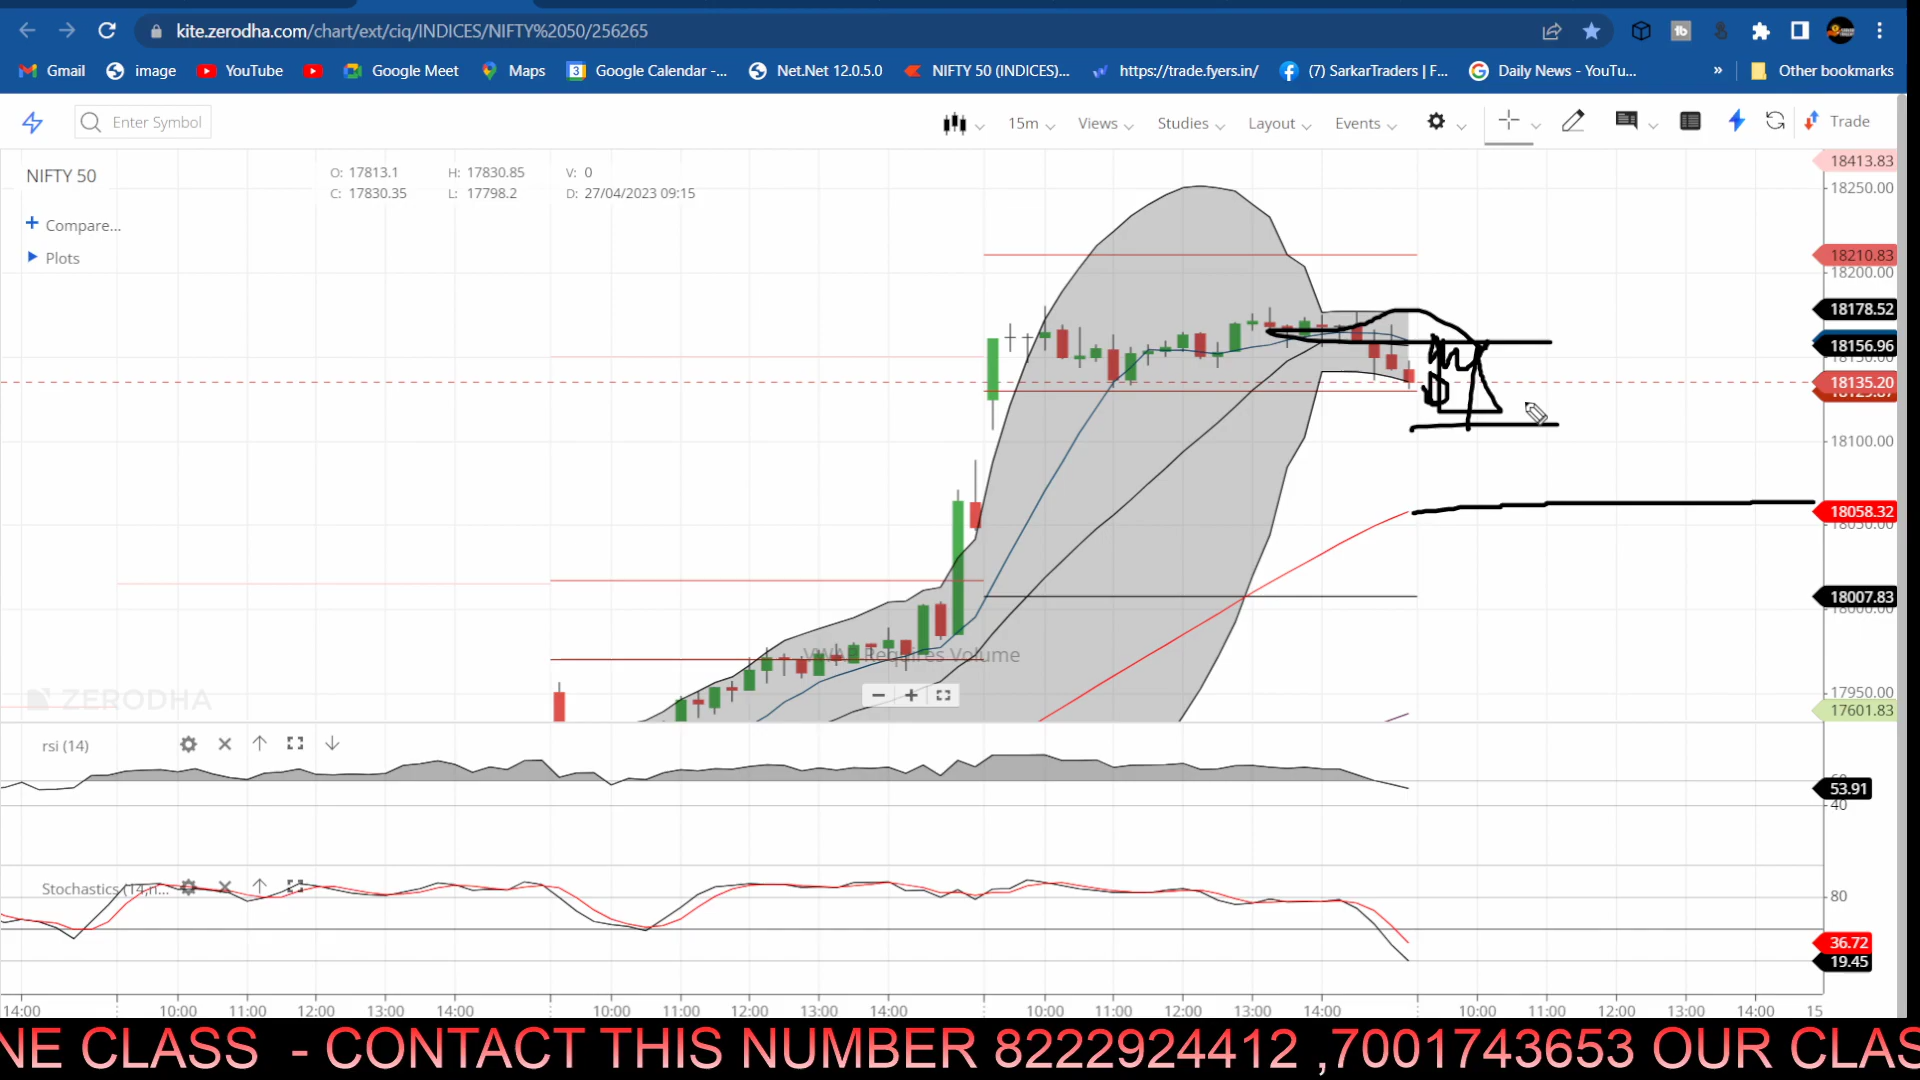 kite.zerodha.com/chart/ext/ciq/INDICES/NIFTY%2050/256265
Gmail image YouTube Google Meet Maps Google Calendar -... Net.Net 12.0.5.0 NIFTY 50 (INDICES)... https://trade.fyers.in/ (7) SarkarTraders | F... Daily News - YouTu... » Other bookmarks
Enter Symbol 15m Views Studies Layout Events Trade
NIFTY 50 O: 17813.1 H: 17830.85 V: 0
C: 17830.35 L: 17798.2 D: 27/04/2023 09:15
+ Compare...
Plots
18413.83
18250.00
18210.83
18200.00
18178.52
18156.96
18135.20
18100.00
18058.32
18007.83
17950.00
17601.83
VWAP Requires Volume
ZERODHA
rsi (14)
53.91
40
Stochastics (14,n...
80
36.72
19.45
14:00 10:00 11:00 12:00 13:00 14:00 10:00 11:00 12:00 13:00 14:00 10:00 11:00 12:00 13:00 14:00 10:00 11:00 12:00 13:00 14:00 15
NE CLASS - CONTACT THIS NUMBER 8222924412 ,7001743653 OUR CLAS